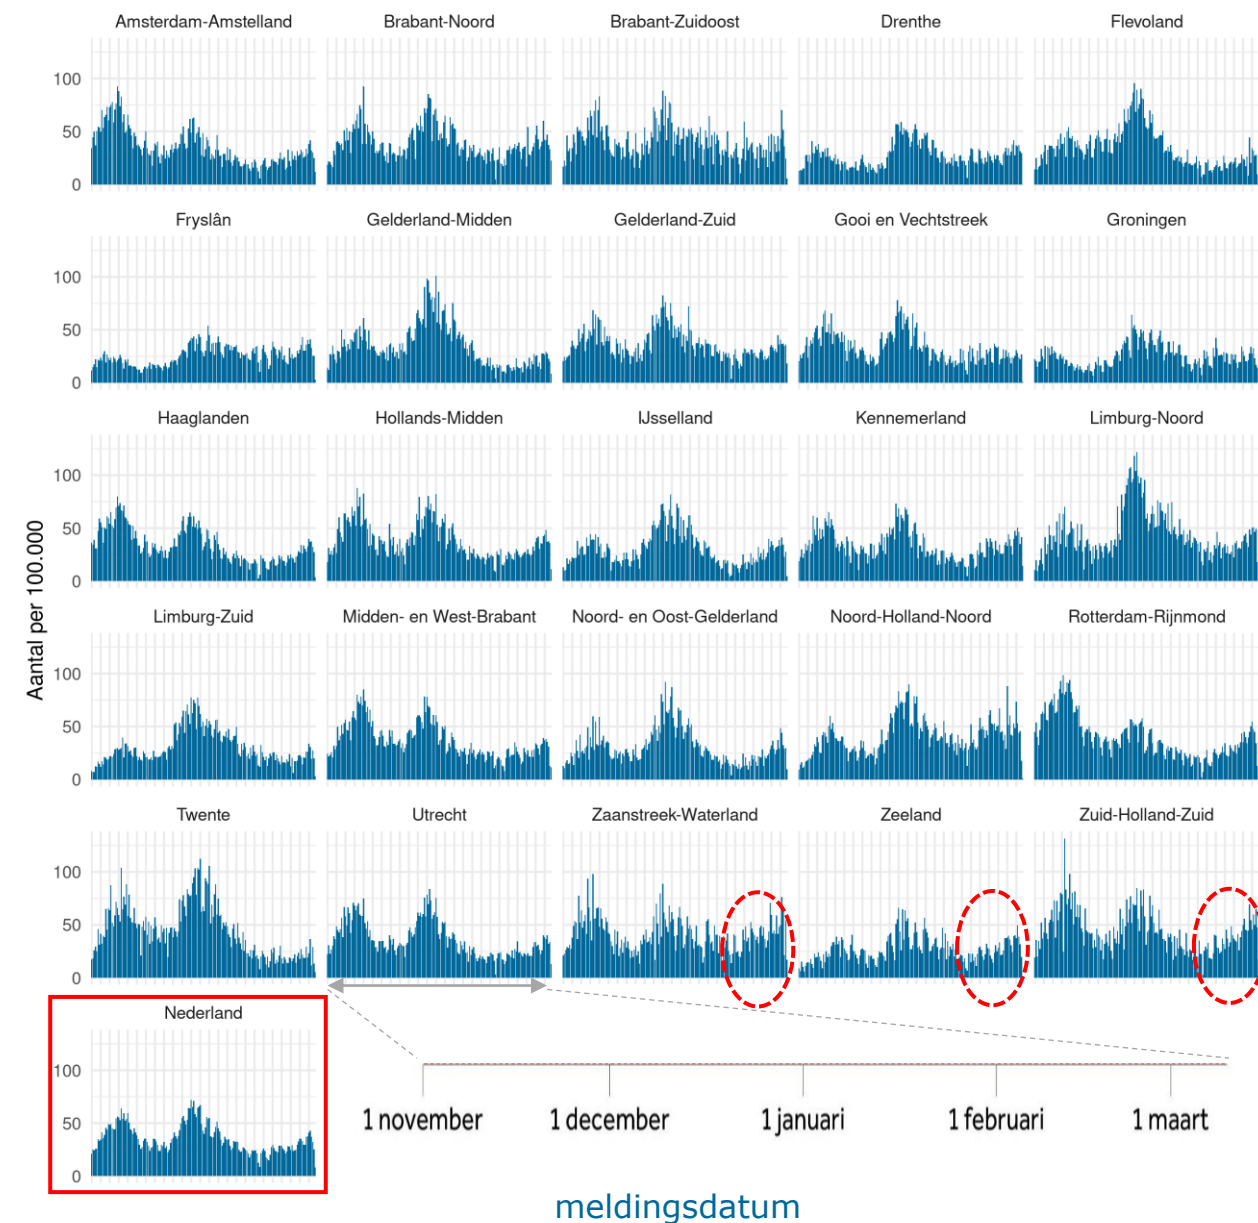 Amsterdam-Amstelland Brabant-Noord Brabant-Zuidoost Drenthe Flevoland
100
50
0
Fryslân Gelderland-Midden Gelderland-Zuid Gooi en Vechtstreek Groningen
100
50
0
Haaglanden Hollands-Midden IJsselland Kennemerland Limburg-Noord
100
50
0
Aantal per 100.000
Limburg-Zuid Midden- en West-Brabant Noord- en Oost-Gelderland Noord-Holland-Noord Rotterdam-Rijnmond
100
50
0
Twente Utrecht Zaanstreek-Waterland Zeeland Zuid-Holland-Zuid
100
50
0
Nederland
100
50
0
1 november 1 december 1 januari 1 februari 1 maart
meldingsdatum